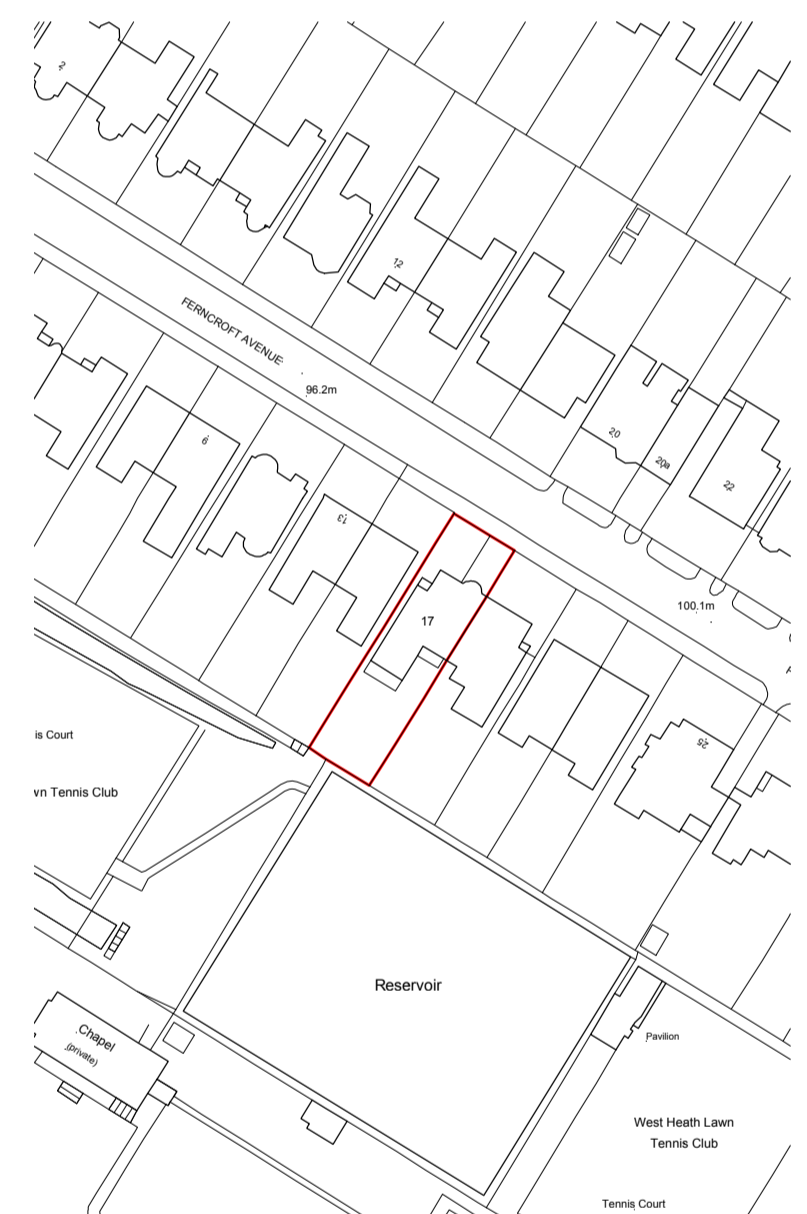 2
12
FERNCROFT AVENUE
96.2m
9
20
20a
22
13
100.1m
17
25
is Court
vn Tennis Club
Reservoir
Chapel
(private)
Pavilion
West Heath Lawn
Tennis Club
Tennis Court